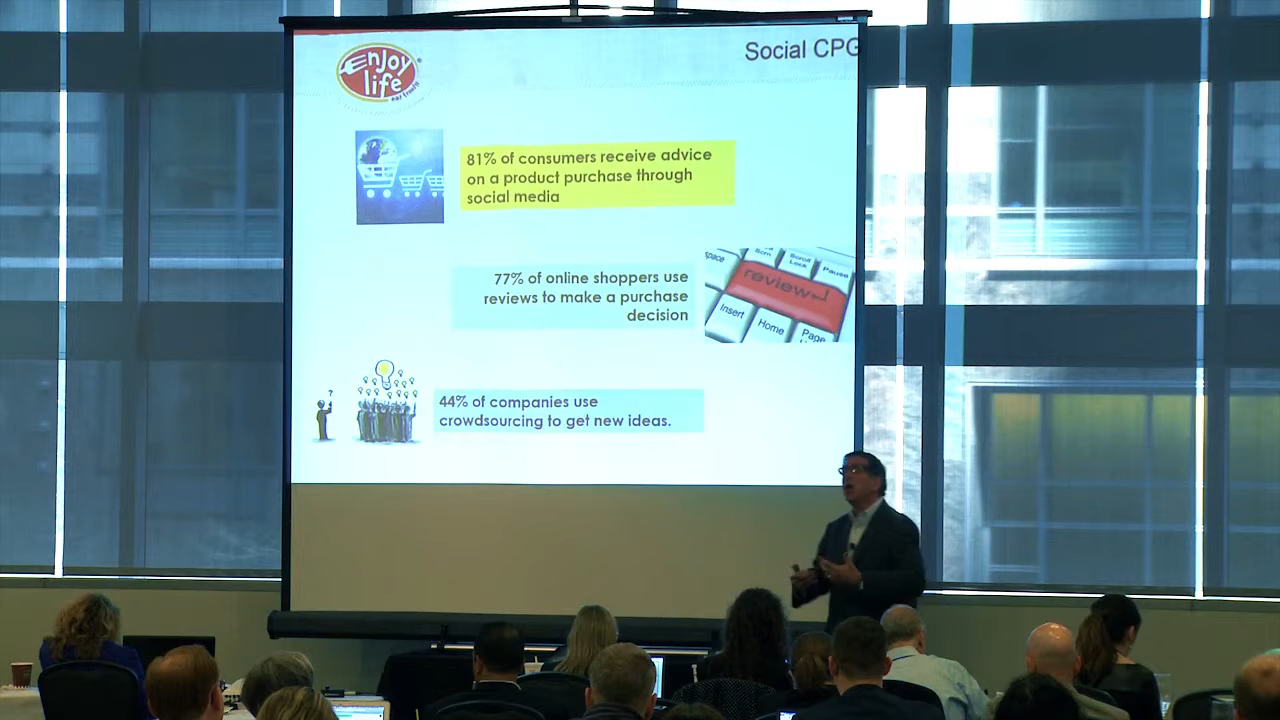 Social CPG
enjoy
life
eat freely
81% of consumers receive advice
on a product purchase through
social media
77% of online shoppers use
reviews to make a purchase
decision
Scroll
Lock
Pause
review
Insert
Home
Page
44% of companies use
crowdsourcing to get new ideas.